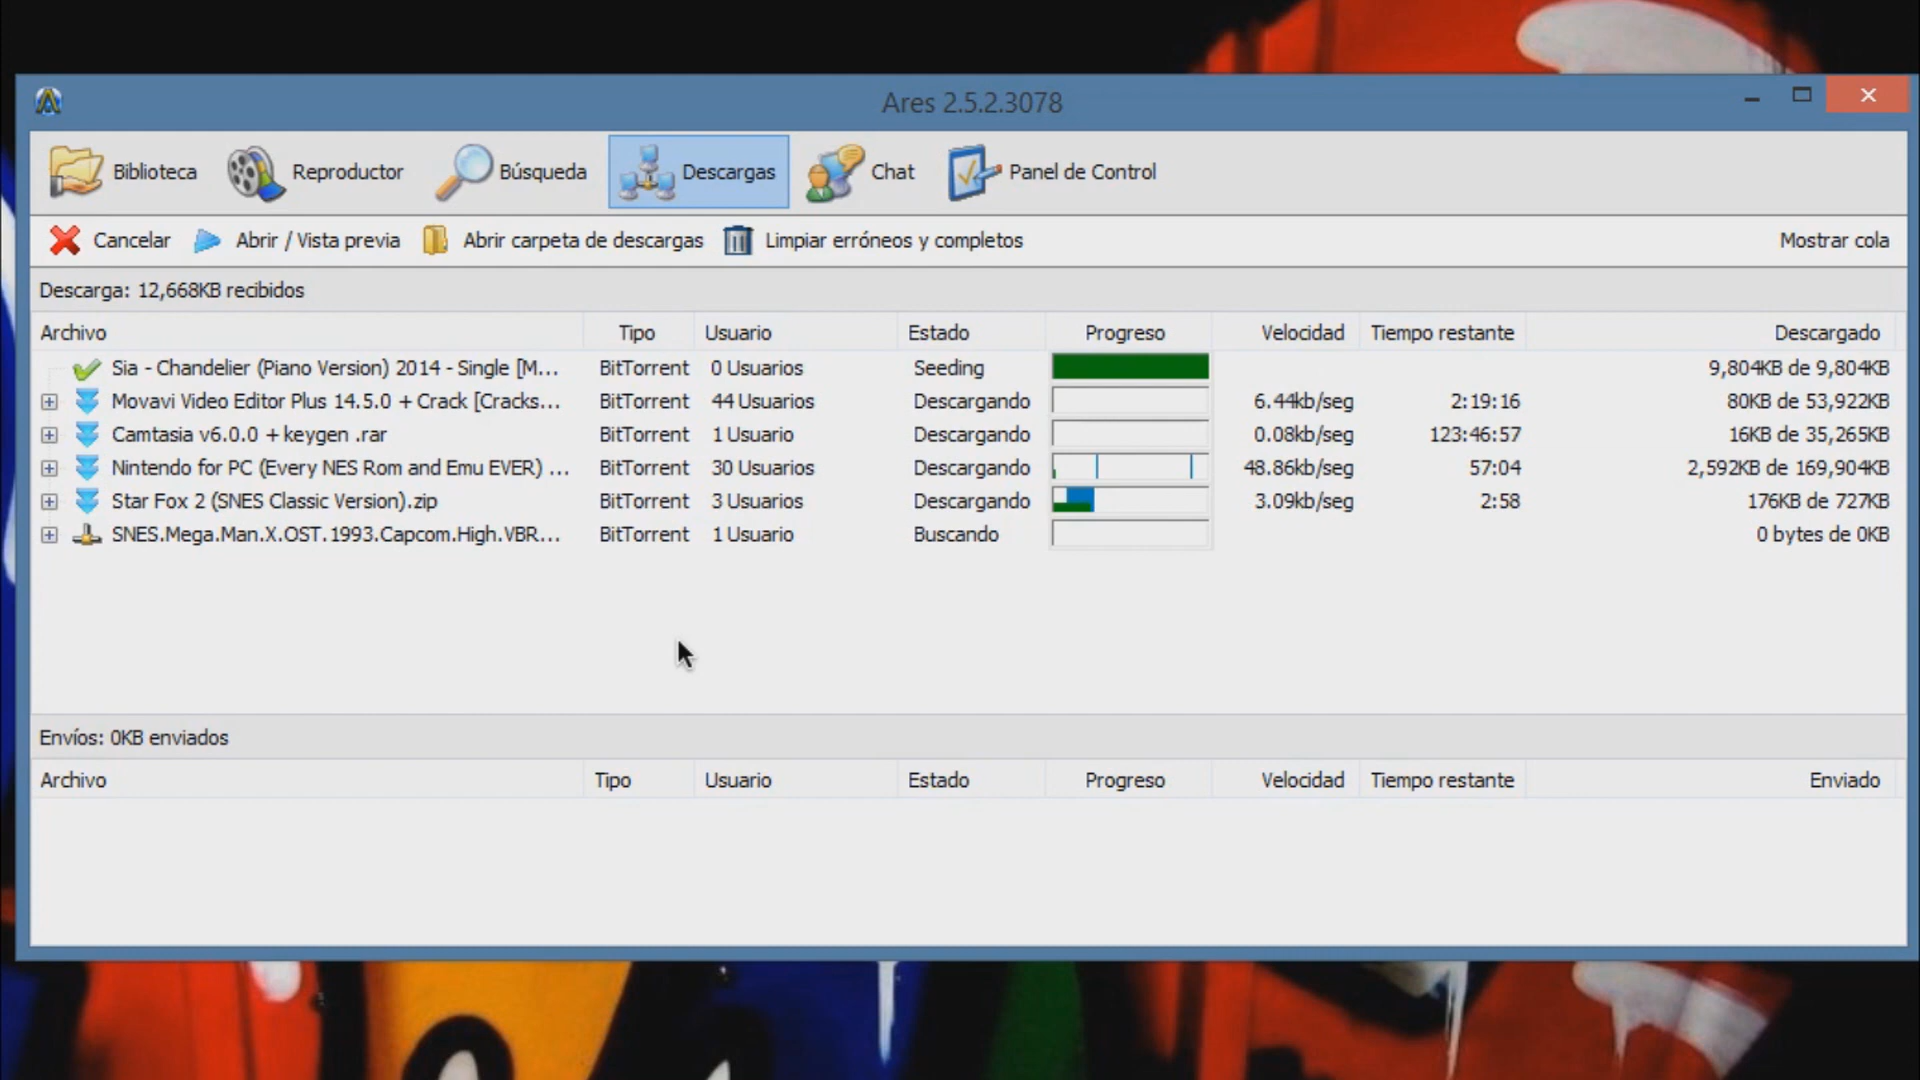 Ares 2.5.2.3078
Biblioteca Reproductor Búsqueda Descargas Chat Panel de Control
Cancelar Abrir / Vista previa Abrir carpeta de descargas Limpiar erróneos y completos Mostrar cola
Descarga: 12,668KB recibidos
Archivo Tipo Usuario Estado Progreso Velocidad Tiempo restante Descargado
Sia - Chandelier (Piano Version) 2014 - Single [M... BitTorrent 0 Usuarios Seeding 9,804KB de 9,804KB
Movavi Video Editor Plus 14.5.0 + Crack [Cracks... BitTorrent 44 Usuarios Descargando 6.44kb/seg 2:19:16 80KB de 53,922KB
Camtasia v6.0.0 + keygen .rar BitTorrent 1 Usuario Descargando 0.08kb/seg 123:46:57 16KB de 35,265KB
Nintendo for PC (Every NES Rom and Emu EVER) ... BitTorrent 30 Usuarios Descargando 48.86kb/seg 57:04 2,592KB de 169,904KB
Star Fox 2 (SNES Classic Version).zip BitTorrent 3 Usuarios Descargando 3.09kb/seg 2:58 176KB de 727KB
SNES.Mega.Man.X.OST.1993.Capcom.High.VBR... BitTorrent 1 Usuario Buscando 0 bytes de 0KB
Envíos: 0KB enviados
Archivo Tipo Usuario Estado Progreso Velocidad Tiempo restante Enviado